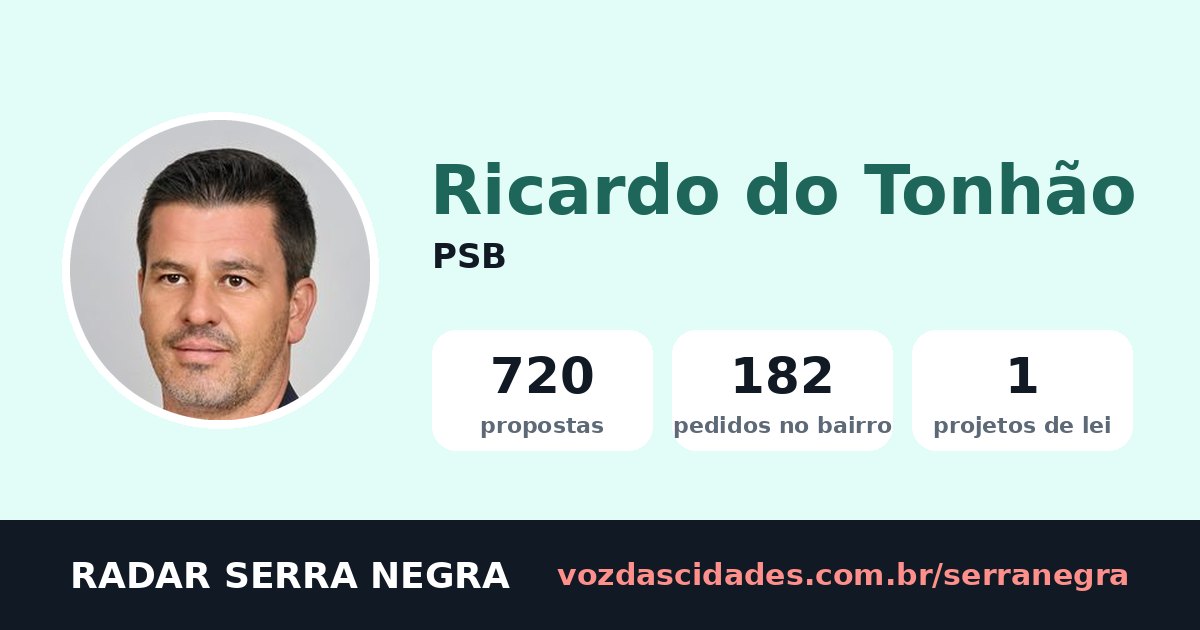 Ricardo do Tonhão
PSB
720
propostas
182
pedidos no bairro
1
projetos de lei
RADAR SERRA NEGRA
vozdascidades.com.br/serranegra